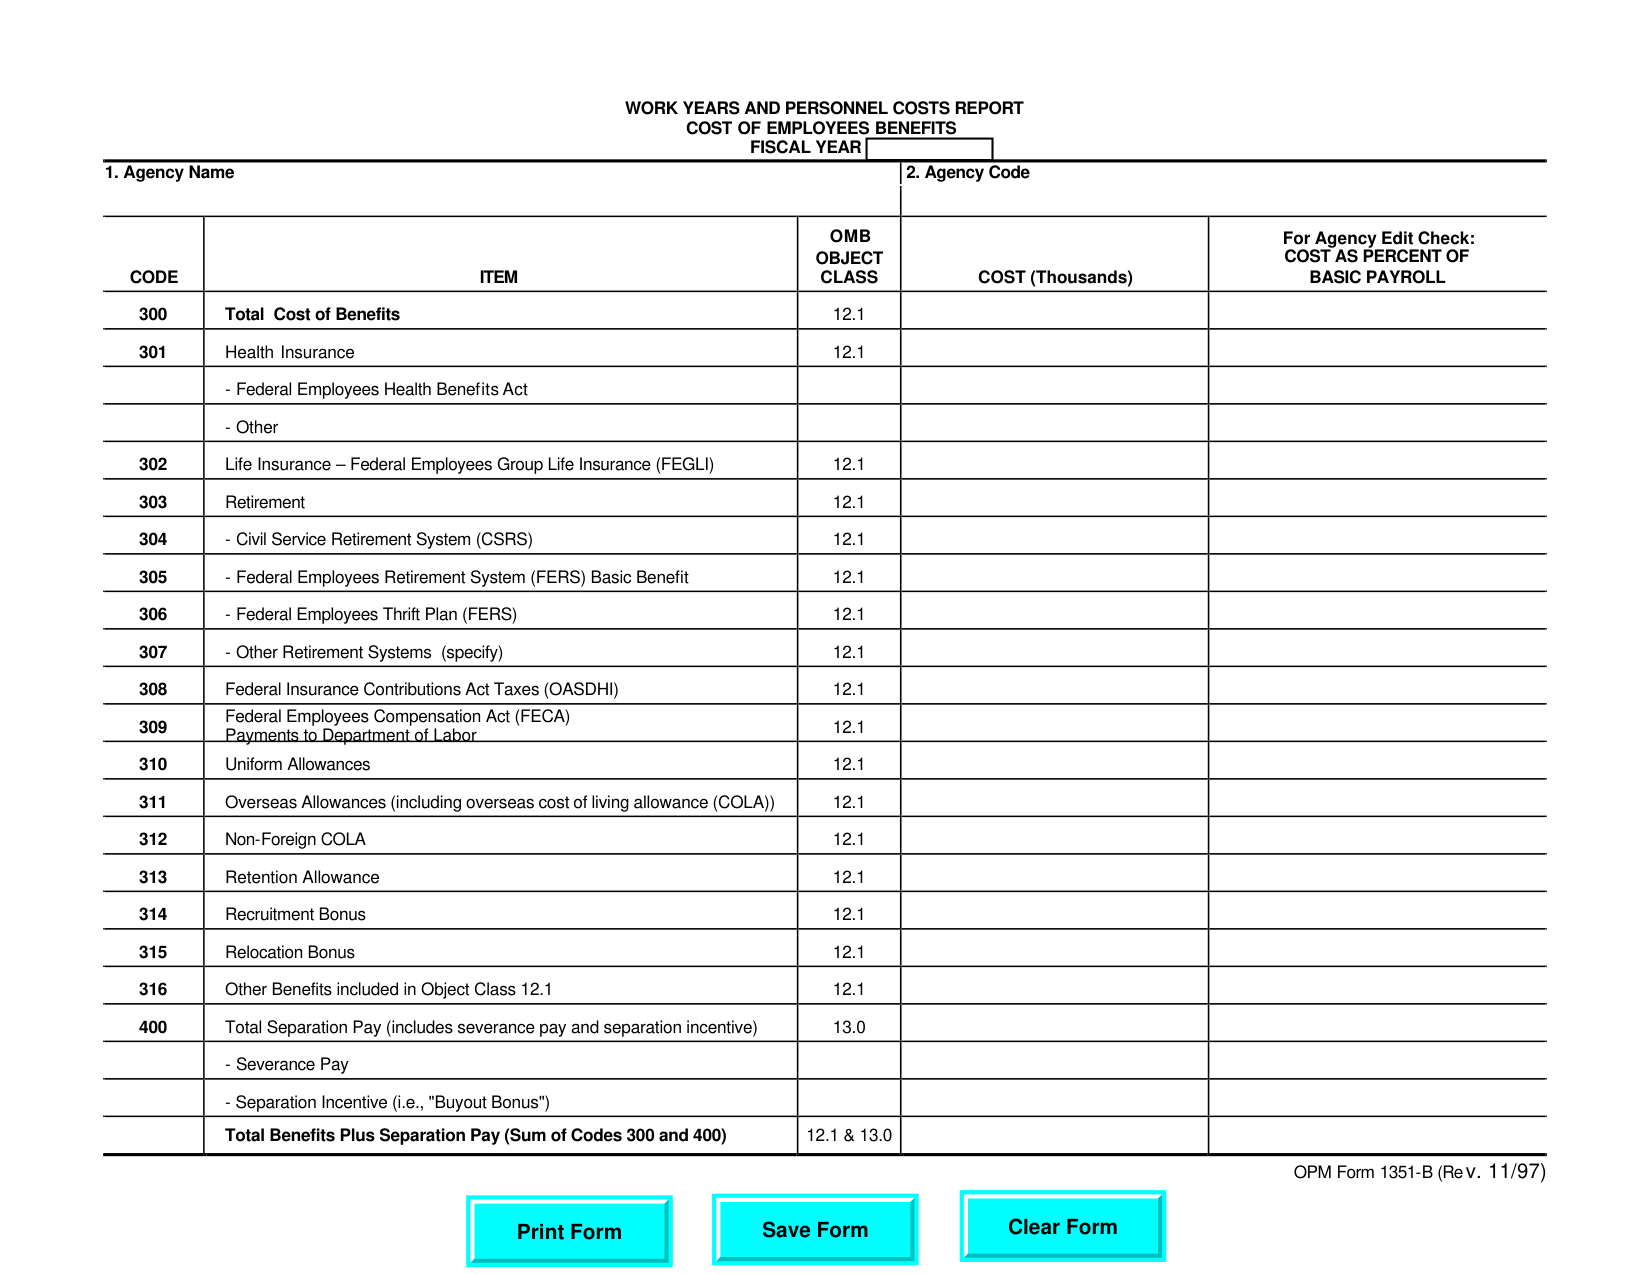 WORK YEARS AND PERSONNEL COSTS REPORT
COST OF EMPLOYEES BENEFITS
FISCAL YEAR
1. Agency Name
2. Agency Code
CODE
ITEM
OMB
OBJECT
CLASS
COST (Thousands)
For Agency Edit Check:
COST AS PERCENT OF
BASIC PAYROLL
300 Total Cost of Benefits 12.1
301 Health Insurance 12.1
- Federal Employees Health Benefits Act
- Other
302 Life Insurance – Federal Employees Group Life Insurance (FEGLI) 12.1
303 Retirement 12.1
304 - Civil Service Retirement System (CSRS) 12.1
305 - Federal Employees Retirement System (FERS) Basic Benefit 12.1
306 - Federal Employees Thrift Plan (FERS) 12.1
307 - Other Retirement Systems (specify) 12.1
308 Federal Insurance Contributions Act Taxes (OASDHI) 12.1
309 Federal Employees Compensation Act (FECA)
Payments to Department of Labor 12.1
310 Uniform Allowances 12.1
311 Overseas Allowances (including overseas cost of living allowance (COLA)) 12.1
312 Non-Foreign COLA 12.1
313 Retention Allowance 12.1
314 Recruitment Bonus 12.1
315 Relocation Bonus 12.1
316 Other Benefits included in Object Class 12.1 12.1
400 Total Separation Pay (includes severance pay and separation incentive) 13.0
- Severance Pay
- Separation Incentive (i.e., "Buyout Bonus")
Total Benefits Plus Separation Pay (Sum of Codes 300 and 400) 12.1 & 13.0
OPM Form 1351-B (Rev. 11/97)
Print Form
Save Form
Clear Form